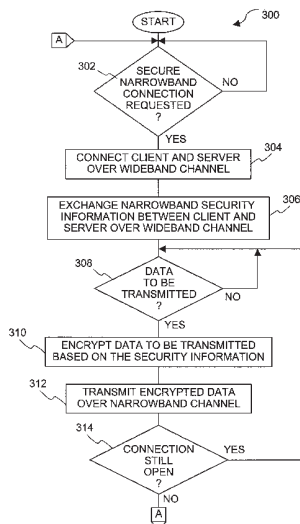 START
300
A
302
SECURE
NARROWBAND
CONNECTION
REQUESTED
?
NO
YES
304
CONNECT CLIENT AND SERVER
OVER WIDEBAND CHANNEL
306
EXCHANGE NARROWBAND SECURITY
INFORMATION BETWEEN CLIENT AND
SERVER OVER WIDEBAND CHANNEL
308
DATA
TO BE
TRANSMITTED
?
NO
YES
310
ENCRYPT DATA TO BE TRANSMITTED
BASED ON THE SECURITY INFORMATION
312
TRANSMIT ENCRYPTED DATA
OVER NARROWBAND CHANNEL
314
CONNECTION
STILL
OPEN
?
YES
NO
A